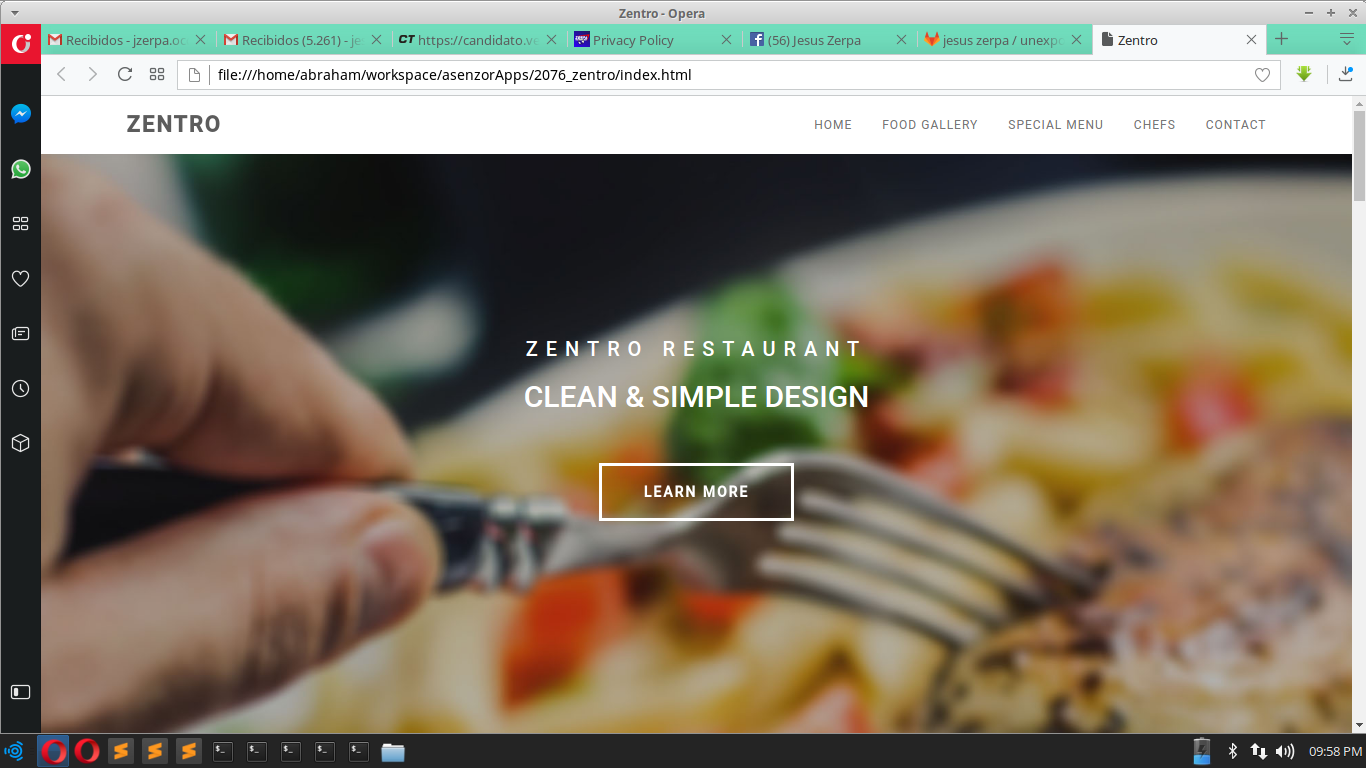 Zentro - Opera
Recibidos - jzerpa.oc
Recibidos (5.261) - je
CT https://candidato.ve
Privacy Policy
(56) Jesus Zerpa
jesus zerpa / unexpo
Zentro
file:///home/abraham/workspace/asenzorApps/2076_zentro/index.html
ZENTRO
HOME
FOOD GALLERY
SPECIAL MENU
CHEFS
CONTACT
ZENTRO RESTAURANT
CLEAN & SIMPLE DESIGN
LEARN MORE
09:58 PM